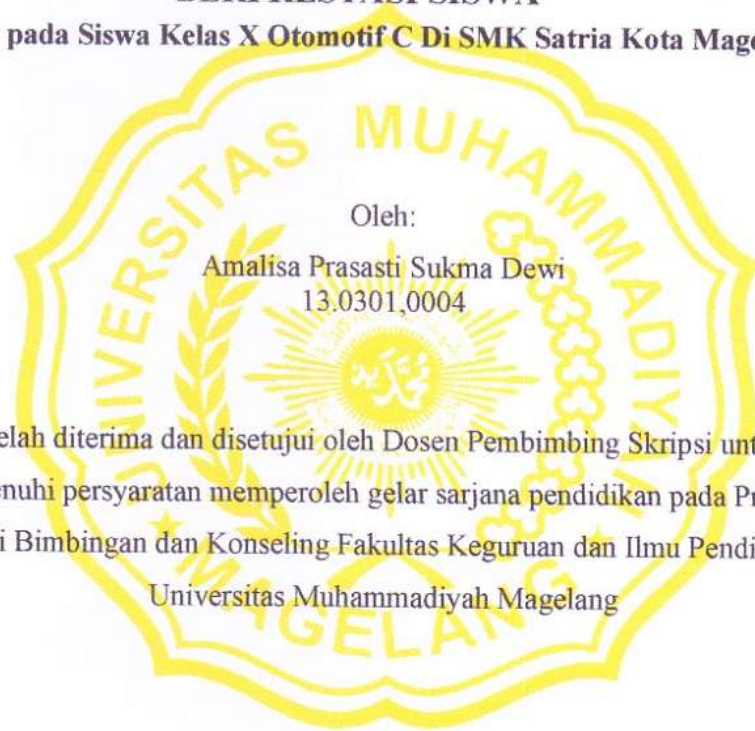 BERPRESTASI SISWA
pada Siswa Kelas X Otomotif C Di SMK Satria Kota Mage
UNIVERSITAS MUHAMMADIYAH
Oleh:
Amalisa Prasasti Sukma Dewi
13.0301,0004
elah diterima dan disetujui oleh Dosen Pembimbing Skripsi unt
enuhi persyaratan memperoleh gelar sarjana pendidikan pada Pr
i Bimbingan dan Konseling Fakultas Keguruan dan Ilmu Pendi
Universitas Muhammadiyah Magelang
MAGELANG